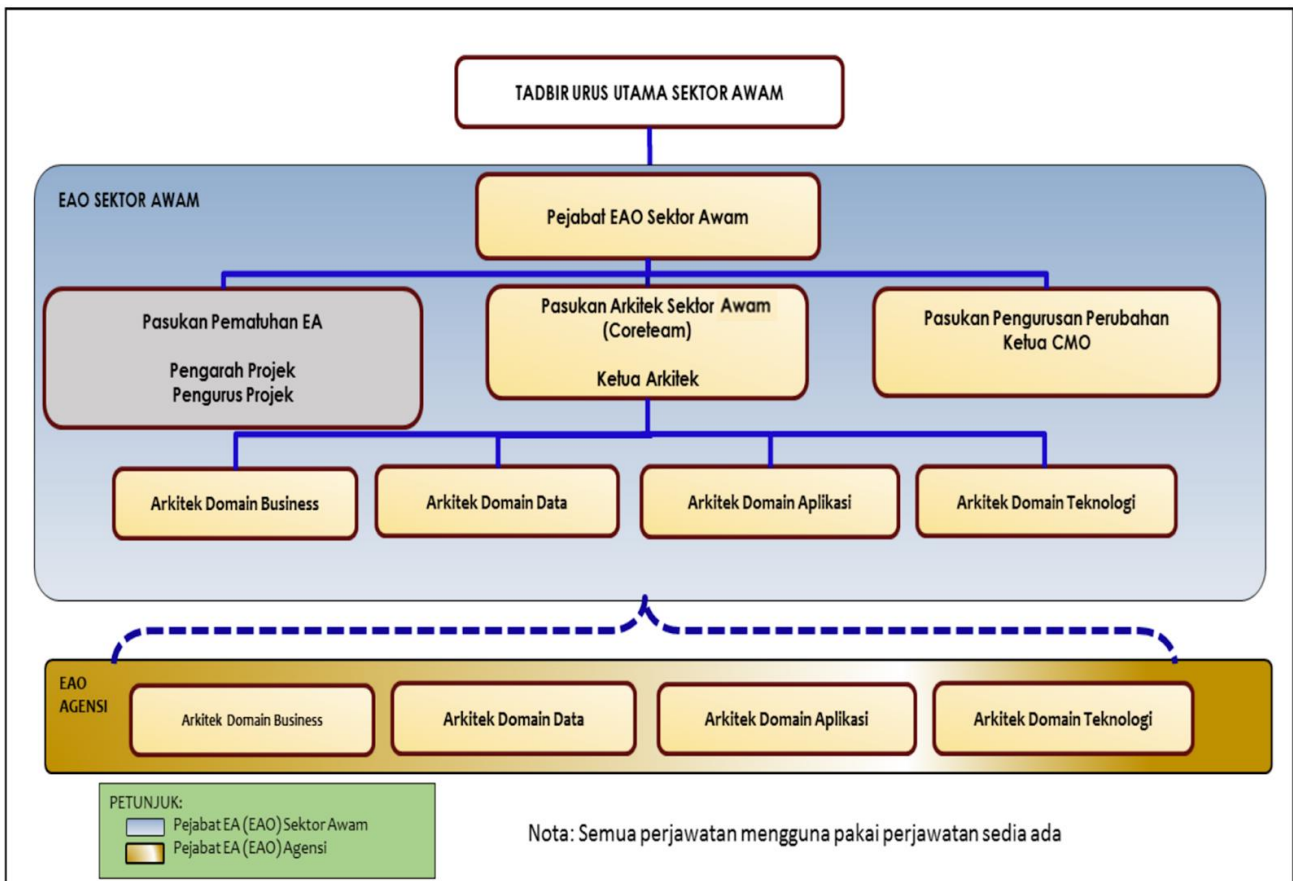 TADBIR URUS UTAMA SEKTOR AWAM
EAO SEKTOR AWAM
Pejabat EAO Sektor Awam
Pasukan Pematuhan EA
Pengarah Projek
Pengurus Projek
Pasukan Arkitek Sektor Awam
(Coreteam)
Ketua Arkitek
Pasukan Pengurusan Perubahan
Ketua CMO
Arkitek Domain Business
Arkitek Domain Data
Arkitek Domain Aplikasi
Arkitek Domain Teknologi
EAO
AGENSI
Arkitek Domain Business
Arkitek Domain Data
Arkitek Domain Aplikasi
Arkitek Domain Teknologi
PETUNJUK:
Pejabat EA (EAO) Sektor Awam
Pejabat EA (EAO) Agensi
Nota: Semua perjawatan mengguna pakai perjawatan sedia ada